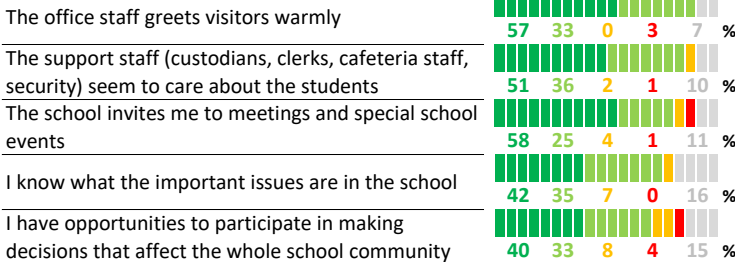 The office staff greets visitors warmly
57 33 0 3 7 %
The support staff (custodians, clerks, cafeteria staff,
security) seem to care about the students
51 36 2 1 10 %
The school invites me to meetings and special school
events
58 25 4 1 11 %
I know what the important issues are in the school
42 35 7 0 16 %
I have opportunities to participate in making
decisions that affect the whole school community
40 33 8 4 15 %